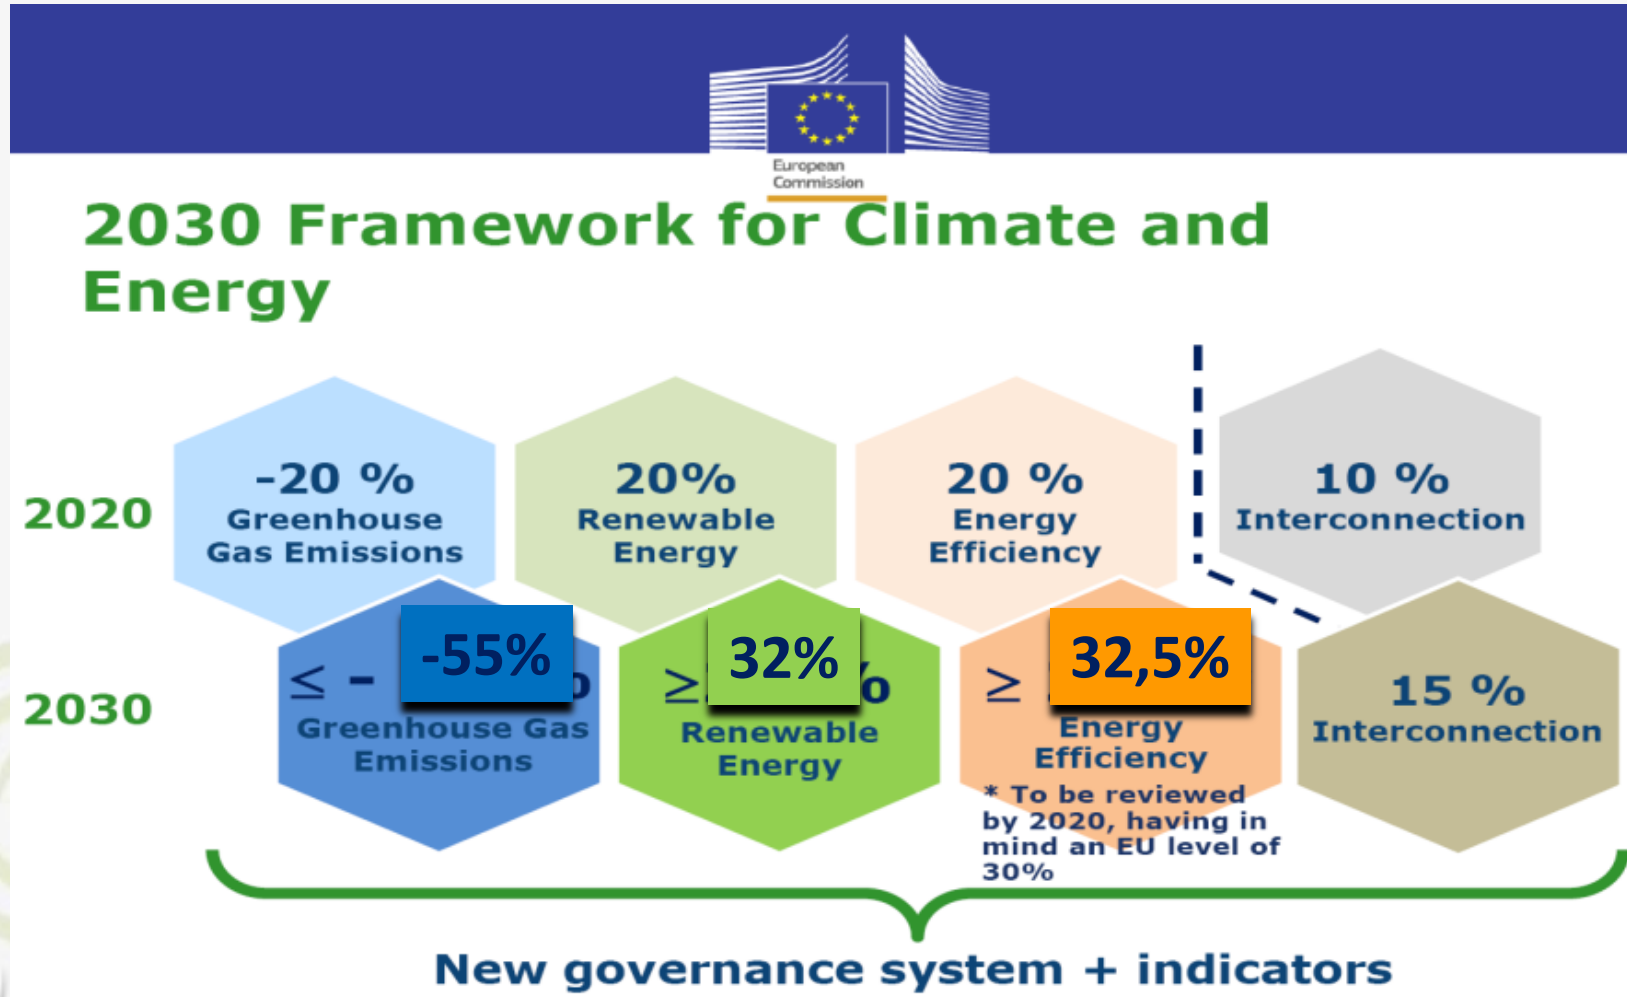 European
Commission
2030 Framework for Climate and
Energy
2020
-20 %
Greenhouse
Gas Emissions
20%
Renewable
Energy
20 %
Energy
Efficiency
10 %
Interconnection
2030
≤ - -55%
Greenhouse Gas
Emissions
≥ 32%
Renewable
Energy
≥ 32,5%
Energy
Efficiency
* To be reviewed
by 2020, having in
mind an EU level of
30%
15 %
Interconnection
New governance system + indicators